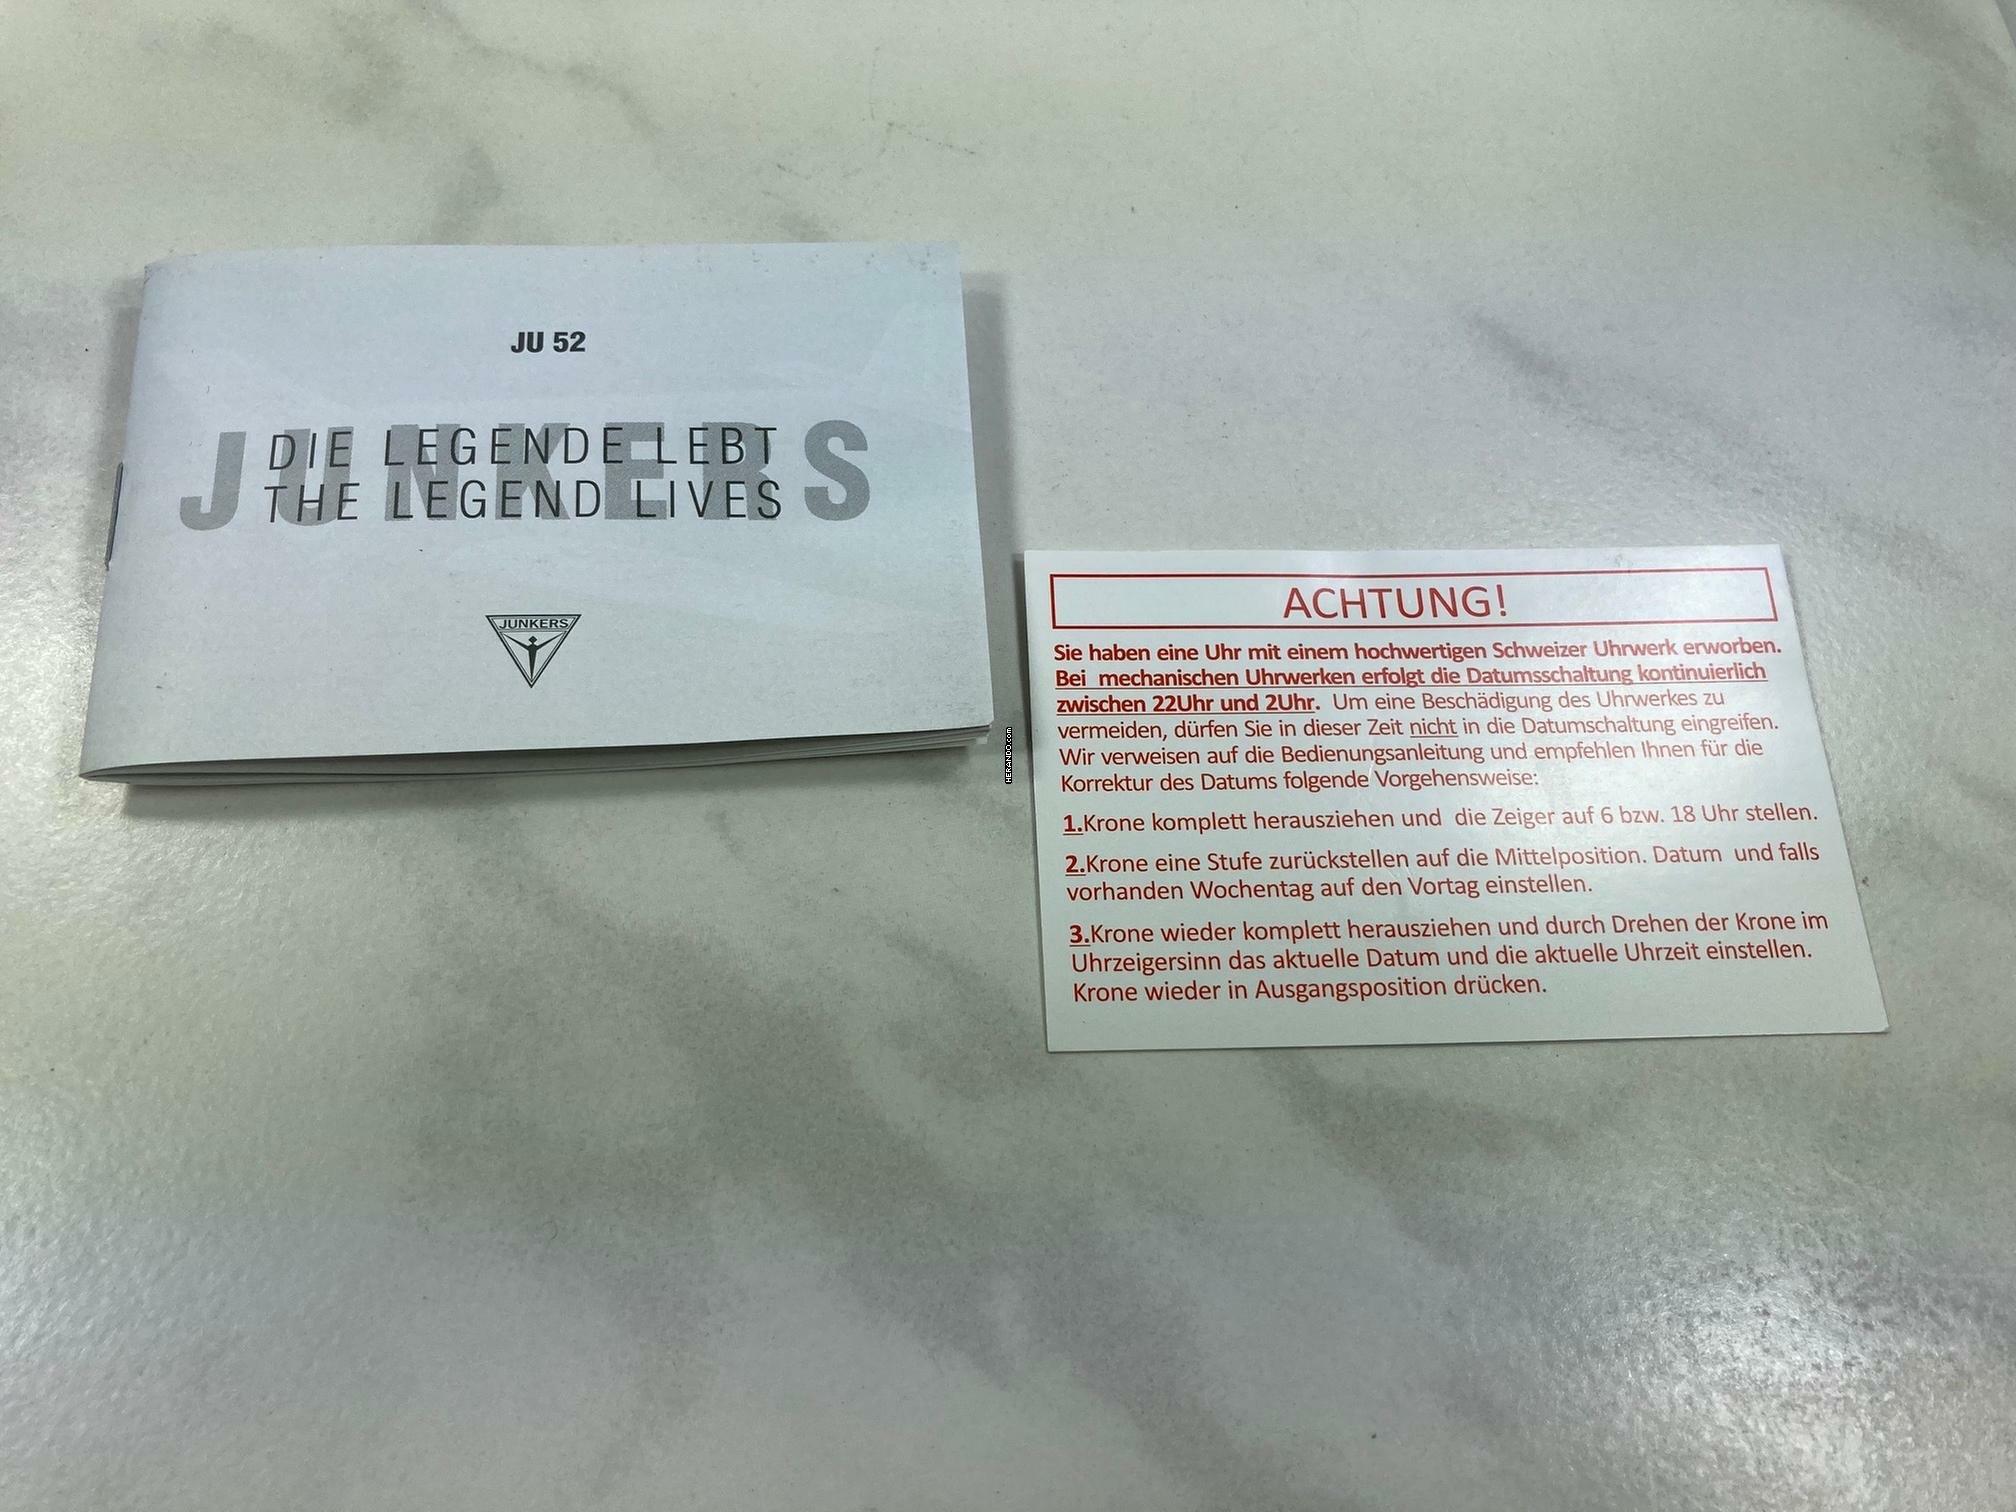 JU 52
JUNKERS
DIE LEGENDE LEBT
THE LEGEND LIVES
JUNKERS
HERANDO.com
ACHTUNG!
Sie haben eine Uhr mit einem hochwertigen Schweizer Uhrwerk erworben.
Bei mechanischen Uhrwerken erfolgt die Datumsschaltung kontinuierlich
zwischen 22Uhr und 2Uhr. Um eine Beschädigung des Uhrwerkes zu
vermeiden, dürfen Sie in dieser Zeit nicht in die Datumschaltung eingreifen.
Wir verweisen auf die Bedienungsanleitung und empfehlen Ihnen für die
Korrektur des Datums folgende Vorgehensweise:
1.Krone komplett herausziehen und die Zeiger auf 6 bzw. 18 Uhr stellen.
2.Krone eine Stufe zurückstellen auf die Mittelposition. Datum und falls
vorhanden Wochentag auf den Vortag einstellen.
3.Krone wieder komplett herausziehen und durch Drehen der Krone im
Uhrzeigersinn das aktuelle Datum und die aktuelle Uhrzeit einstellen.
Krone wieder in Ausgangsposition drücken.